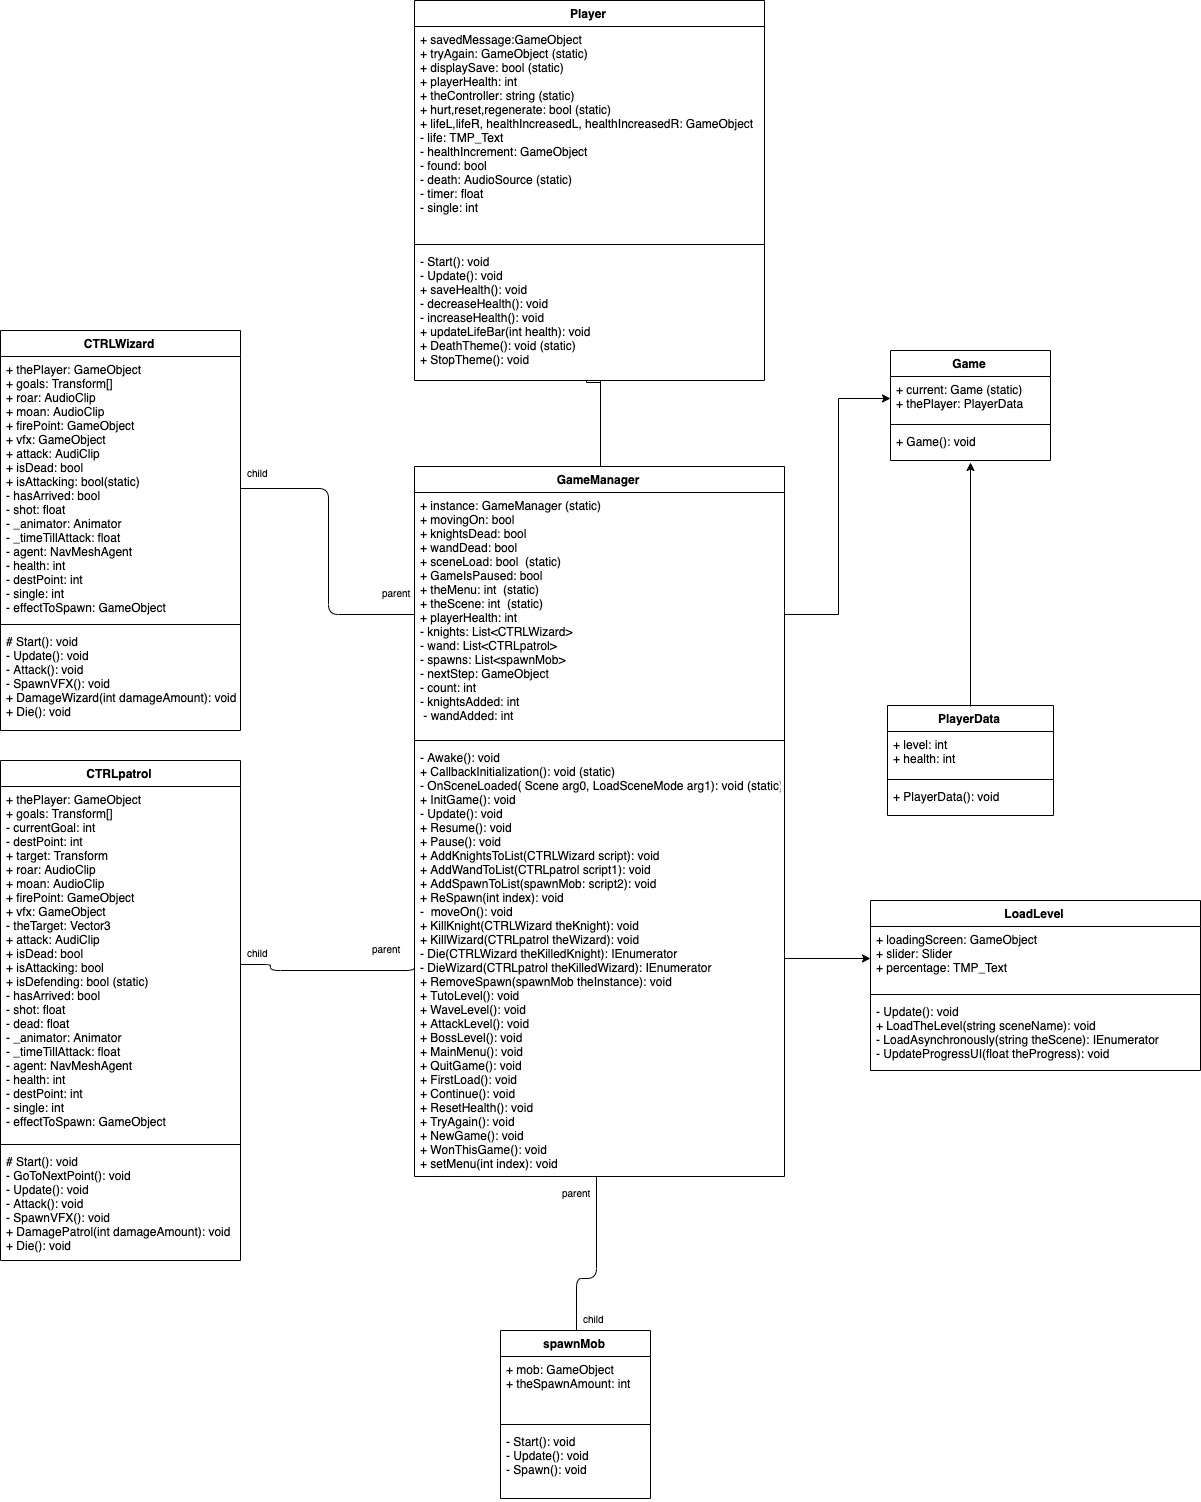 Player
+ savedMessage:GameObject
+ tryAgain: GameObject (static)
+ displaySave: bool (static)
+ playerHealth: int
+ theController: string (static)
+ hurt,reset,regenerate: bool (static)
+ lifeL,lifeR, healthIncreasedL, healthIncreasedR: GameObject
- life: TMP_Text
- healthIncrement: GameObject
- found: bool
- death: AudioSource (static)
- timer: float
- single: int
- Start(): void
- Update(): void
+ saveHealth(): void
- decreaseHealth(): void
- increaseHealth(): void
+ updateLifeBar(int health): void
+ DeathTheme(): void (static)
+ StopTheme(): void
CTRLWizard
+ thePlayer: GameObject
+ goals: Transform[]
+ roar: AudioClip
+ moan: AudioClip
+ firePoint: GameObject
+ vfx: GameObject
+ attack: AudiClip
+ isDead: bool
+ isAttacking: bool(static)
- hasArrived: bool
- shot: float
- _animator: Animator
- _timeTillAttack: float
- agent: NavMeshAgent
- health: int
- destPoint: int
- single: int
- effectToSpawn: GameObject
# Start(): void
- Update(): void
- Attack(): void
- SpawnVFX(): void
+ DamageWizard(int damageAmount): void
+ Die(): void
child
parent
Game
+ current: Game (static)
+ thePlayer: PlayerData
+ Game(): void
GameManager
+ instance: GameManager (static)
+ movingOn: bool
+ knightsDead: bool
+ wandDead: bool
+ sceneLoad: bool  (static)
+ GameIsPaused: bool
+ theMenu: int  (static)
+ theScene: int  (static)
+ playerHealth: int
- knights: List<CTRLWizard>
- wand: List<CTRLpatrol>
- spawns: List<spawnMob>
- nextStep: GameObject
- count: int
- knightsAdded: int
- wandAdded: int
- Awake(): void
+ CallbackInitialization(): void (static)
- OnSceneLoaded( Scene arg0, LoadSceneMode arg1): void (static)
+ InitGame(): void
- Update(): void
+ Resume(): void
+ Pause(): void
+ AddKnightsToList(CTRLWizard script): void
+ AddWandToList(CTRLpatrol script1): void
+ AddSpawnToList(spawnMob: script2): void
+ ReSpawn(int index): void
-  moveOn(): void
+ KillKnight(CTRLWizard theKnight): void
+ KillWizard(CTRLpatrol theWizard): void
- Die(CTRLWizard theKilledKnight): IEnumerator
- DieWizard(CTRLpatrol theKilledWizard): IEnumerator
+ RemoveSpawn(spawnMob theInstance): void
+ TutoLevel(): void
+ WaveLevel(): void
+ AttackLevel(): void
+ BossLevel(): void
+ MainMenu(): void
+ QuitGame(): void
+ FirstLoad(): void
+ Continue(): void
+ ResetHealth(): void
+ TryAgain(): void
+ NewGame(): void
+ WonThisGame(): void
+ setMenu(int index): void
PlayerData
+ level: int
+ health: int
+ PlayerData(): void
CTRLpatrol
+ thePlayer: GameObject
+ goals: Transform[]
- currentGoal: int
- destPoint: int
+ target: Transform
+ roar: AudioClip
+ moan: AudioClip
+ firePoint: GameObject
+ vfx: GameObject
- theTarget: Vector3
+ attack: AudiClip
+ isDead: bool
+ isAttacking: bool
+ isDefending: bool (static)
- hasArrived: bool
- shot: float
- dead: float
- _animator: Animator
- _timeTillAttack: float
- agent: NavMeshAgent
- health: int
- destPoint: int
- single: int
- effectToSpawn: GameObject
# Start(): void
- GoToNextPoint(): void
- Update(): void
- Attack(): void
- SpawnVFX(): void
+ DamagePatrol(int damageAmount): void
+ Die(): void
child
parent
LoadLevel
+ loadingScreen: GameObject
+ slider: Slider
+ percentage: TMP_Text
- Update(): void
+ LoadTheLevel(string sceneName): void
- LoadAsynchronously(string theScene): IEnumerator
- UpdateProgressUI(float theProgress): void
parent
child
spawnMob
+ mob: GameObject
+ theSpawnAmount: int
- Start(): void
- Update(): void
- Spawn(): void